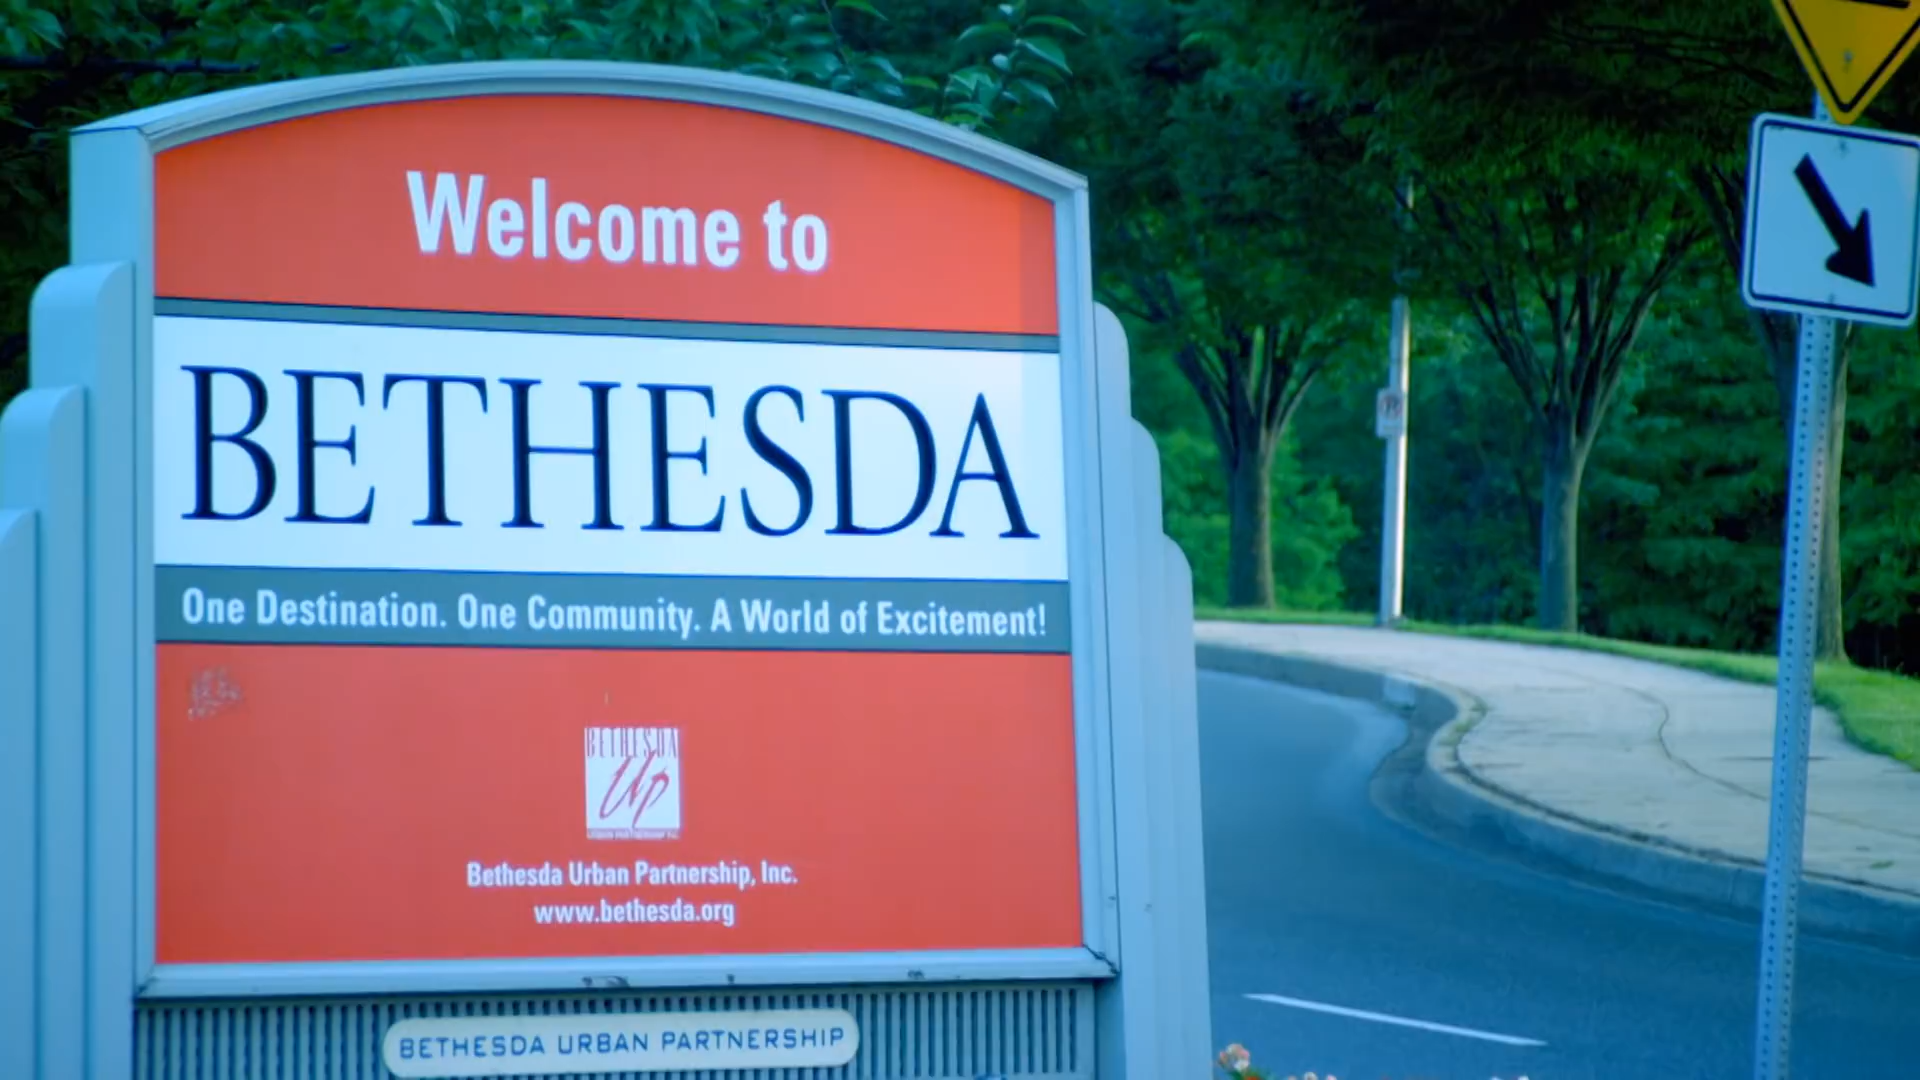 Welcome to
BETHESDA
One Destination. One Community. A World of Excitement!
BETHESDA
Up
Bethesda Urban Partnership, Inc.
www.bethesda.org
BETHESDA URBAN PARTNERSHIP